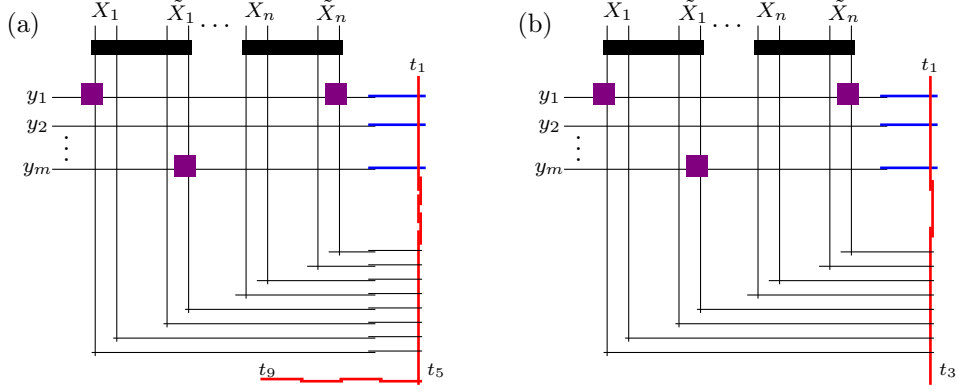 (a) X₁ X̃₁ ... Xₙ X̃ₙ
t₁
y₁
y₂
⋮
yₘ
t₉ t₅
(b) X₁ X̃₁ ... Xₙ X̃ₙ
t₁
y₁
y₂
⋮
yₘ
t₃